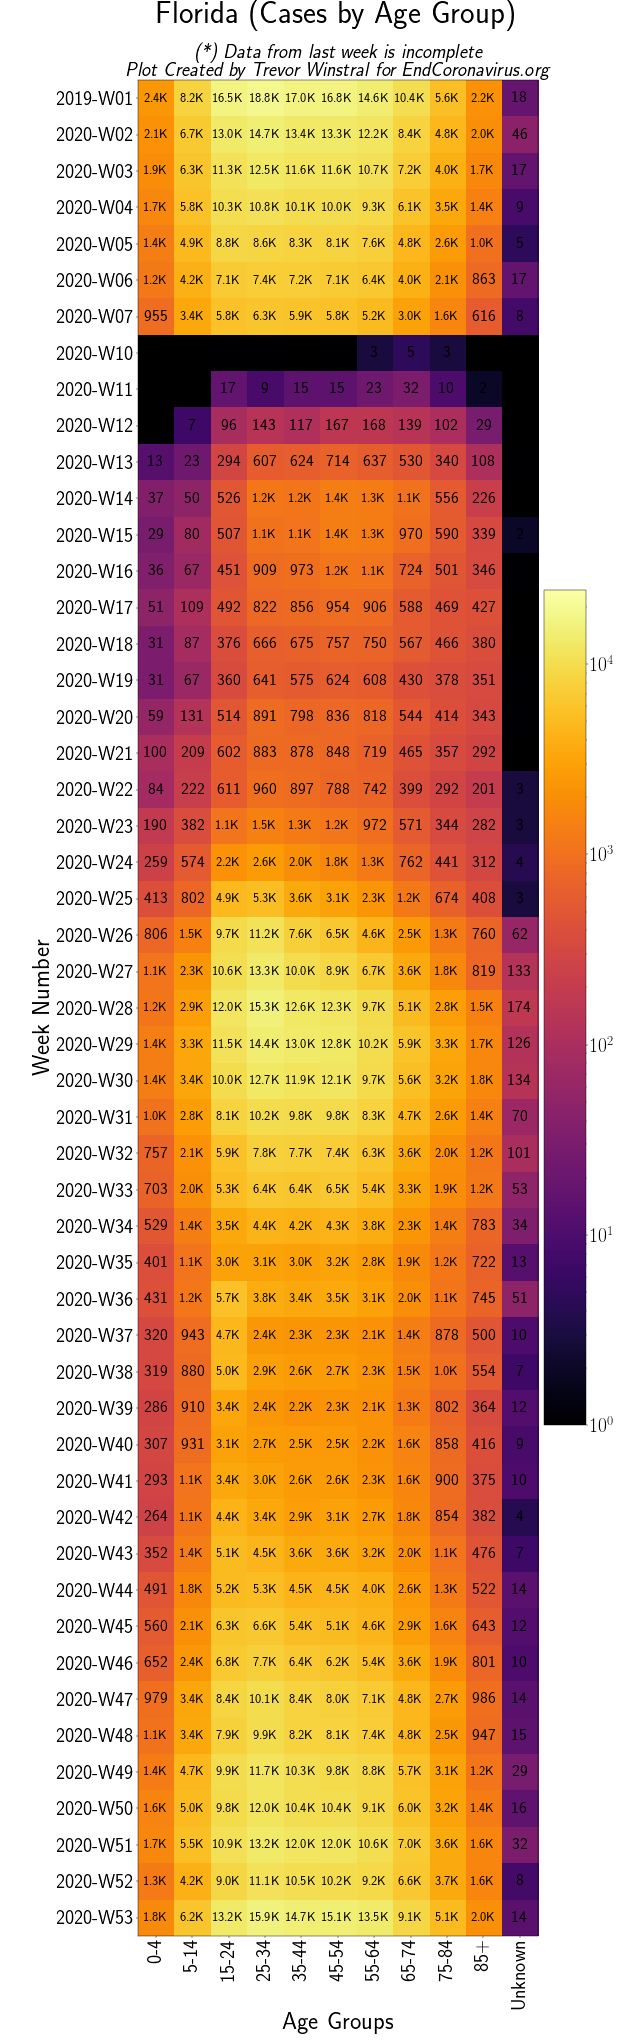 Florida (Cases by Age Group)
(*) Data from last week is incomplete
Plot Created by Trevor Winstral for EndCoronavirus.org
2019-W01 2.4K 8.2K 16.5K 18.8K 17.0K 16.8K 14.6K 10.4K 5.6K 2.2K 18
2020-W02 2.1K 6.7K 13.0K 14.7K 13.4K 13.3K 12.2K 8.4K 4.8K 2.0K 46
2020-W03 1.9K 6.3K 11.3K 12.5K 11.6K 11.6K 10.7K 7.2K 4.0K 1.7K 17
2020-W04 1.7K 5.8K 10.3K 10.8K 10.1K 10.0K 9.3K 6.1K 3.5K 1.4K 9
2020-W05 1.4K 4.9K 8.8K 8.6K 8.3K 8.1K 7.6K 4.8K 2.6K 1.0K 5
2020-W06 1.2K 4.2K 7.1K 7.4K 7.2K 7.1K 6.4K 4.0K 2.1K 863 17
2020-W07 955 3.4K 5.8K 6.3K 5.9K 5.8K 5.2K 3.0K 1.6K 616 8
2020-W10 3 5 3
2020-W11 17 9 15 15 23 32 10 2
2020-W12 7 96 143 117 167 168 139 102 29
2020-W13 13 23 294 607 624 714 637 530 340 108
2020-W14 37 50 526 1.2K 1.2K 1.4K 1.3K 1.1K 556 226
2020-W15 29 80 507 1.1K 1.1K 1.4K 1.3K 970 590 339 2
2020-W16 36 67 451 909 973 1.2K 1.1K 724 501 346
2020-W17 51 109 492 822 856 954 906 588 469 427
2020-W18 31 87 376 666 675 757 750 567 466 380
2020-W19 31 67 360 641 575 624 608 430 378 351
2020-W20 59 131 514 891 798 836 818 544 414 343
2020-W21 100 209 602 883 878 848 719 465 357 292
2020-W22 84 222 611 960 897 788 742 399 292 201 3
2020-W23 190 382 1.1K 1.5K 1.3K 1.2K 972 571 344 282 3
2020-W24 259 574 2.2K 2.6K 2.0K 1.8K 1.3K 762 441 312 4
2020-W25 413 802 4.9K 5.3K 3.6K 3.1K 2.3K 1.2K 674 408 3
2020-W26 806 1.5K 9.7K 11.2K 7.6K 6.5K 4.6K 2.5K 1.3K 760 62
2020-W27 1.1K 2.3K 10.6K 13.3K 10.0K 8.9K 6.7K 3.6K 1.8K 819 133
2020-W28 1.2K 2.9K 12.0K 15.3K 12.6K 12.3K 9.7K 5.1K 2.8K 1.5K 174
2020-W29 1.4K 3.3K 11.5K 14.4K 13.0K 12.8K 10.2K 5.9K 3.3K 1.7K 126
2020-W30 1.4K 3.4K 10.0K 12.7K 11.9K 12.1K 9.7K 5.6K 3.2K 1.8K 134
2020-W31 1.0K 2.8K 8.1K 10.2K 9.8K 9.8K 8.3K 4.7K 2.6K 1.4K 70
2020-W32 757 2.1K 5.9K 7.8K 7.7K 7.4K 6.3K 3.6K 2.0K 1.2K 101
2020-W33 703 2.0K 5.3K 6.4K 6.4K 6.5K 5.4K 3.3K 1.9K 1.2K 53
2020-W34 529 1.4K 3.5K 4.4K 4.2K 4.3K 3.8K 2.3K 1.4K 783 34
2020-W35 401 1.1K 3.0K 3.1K 3.0K 3.2K 2.8K 1.9K 1.2K 722 13
2020-W36 431 1.2K 5.7K 3.8K 3.4K 3.5K 3.1K 2.0K 1.1K 745 51
2020-W37 320 943 4.7K 2.4K 2.3K 2.3K 2.1K 1.4K 878 500 10
2020-W38 319 880 5.0K 2.9K 2.6K 2.7K 2.3K 1.5K 1.0K 554 7
2020-W39 286 910 3.4K 2.4K 2.2K 2.3K 2.1K 1.3K 802 364 12
2020-W40 307 931 3.1K 2.7K 2.5K 2.5K 2.2K 1.6K 858 416 9
2020-W41 293 1.1K 3.4K 3.0K 2.6K 2.6K 2.3K 1.6K 900 375 10
2020-W42 264 1.1K 4.4K 3.4K 2.9K 3.1K 2.7K 1.8K 854 382 4
2020-W43 352 1.4K 5.1K 4.5K 3.6K 3.6K 3.2K 2.0K 1.1K 476 7
2020-W44 491 1.8K 5.2K 5.3K 4.5K 4.5K 4.0K 2.6K 1.3K 522 14
2020-W45 560 2.1K 6.3K 6.6K 5.4K 5.1K 4.6K 2.9K 1.6K 643 12
2020-W46 652 2.4K 6.8K 7.7K 6.4K 6.2K 5.4K 3.6K 1.9K 801 10
2020-W47 979 3.4K 8.4K 10.1K 8.4K 8.0K 7.1K 4.8K 2.7K 986 14
2020-W48 1.1K 3.4K 7.9K 9.9K 8.2K 8.1K 7.4K 4.8K 2.5K 947 15
2020-W49 1.4K 4.7K 9.9K 11.7K 10.3K 9.8K 8.8K 5.7K 3.1K 1.2K 29
2020-W50 1.6K 5.0K 9.8K 12.0K 10.4K 10.4K 9.1K 6.0K 3.2K 1.4K 16
2020-W51 1.7K 5.5K 10.9K 13.2K 12.0K 12.0K 10.6K 7.0K 3.6K 1.6K 32
2020-W52 1.3K 4.2K 9.0K 11.1K 10.5K 10.2K 9.2K 6.6K 3.7K 1.6K 8
2020-W53 1.8K 6.2K 13.2K 15.9K 14.7K 15.1K 13.5K 9.1K 5.1K 2.0K 14
0-4 5-14 15-24 25-34 35-44 45-54 55-64 65-74 75-84 85+ Unknown
Age Groups
Week Number
10⁴
10³
10²
10¹
10⁰